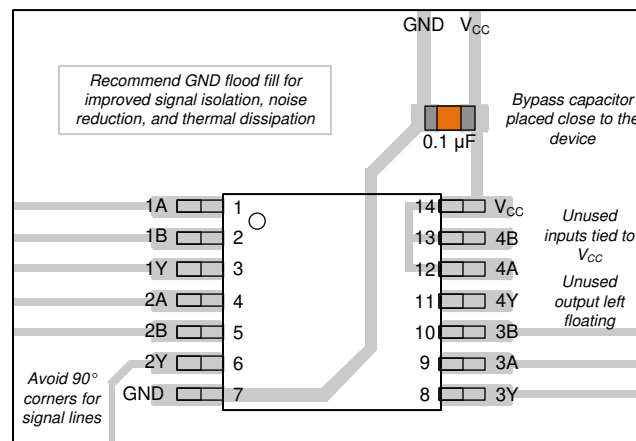 GND VCC
Recommend GND flood fill for
improved signal isolation, noise
reduction, and thermal dissipation
Bypass capacitor
placed close to the
device
0.1 µF
1A 1 14 VCC
1B 2 13 4B
1Y 3 12 4A
2A 4 11 4Y
2B 5 10 3B
2Y 6 9 3A
GND 7 8 3Y
Unused
inputs tied to
VCC
Unused
output left
floating
Avoid 90°
corners for
signal lines